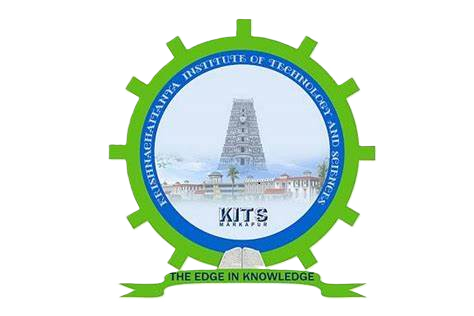 KRISHNACHAITANYA INSTITUTE OF TECHNOLOGY AND SCIENCES
KITS
MARKAPUR
THE EDGE IN KNOWLEDGE